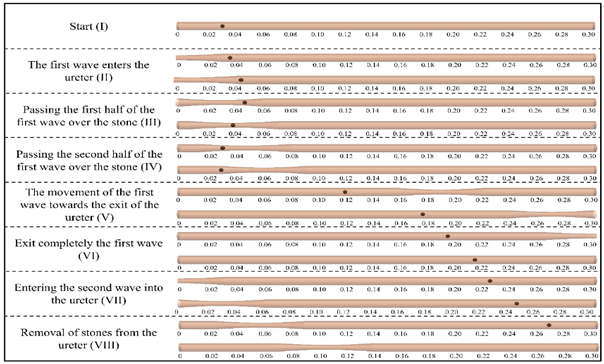 Start (I)
0 0.02 0.04 0.06 0.08 0.10 0.12 0.14 0.16 0.18 0.20 0.22 0.24 0.26 0.28 0.30
The first wave enters the
ureter (II)
0 0.02 0.04 0.06 0.08 0.10 0.12 0.14 0.16 0.18 0.20 0.22 0.24 0.26 0.28 0.30
0 0.02 0.04 0.06 0.08 0.10 0.12 0.14 0.16 0.18 0.20 0.22 0.24 0.26 0.28 0.30
Passing the first half of the
first wave over the stone (III)
0 0.02 0.04 0.06 0.08 0.10 0.12 0.14 0.16 0.18 0.20 0.22 0.24 0.26 0.28 0.30
0 0.02 0.04 0.06 0.08 0.10 0.12 0.14 0.16 0.18 0.20 0.22 0.24 0.26 0.28 0.30
Passing the second half of the
first wave over the stone (IV)
0 0.02 0.04 0.06 0.08 0.10 0.12 0.14 0.16 0.18 0.20 0.22 0.24 0.26 0.28 0.30
0 0.02 0.04 0.06 0.08 0.10 0.12 0.14 0.16 0.18 0.20 0.22 0.24 0.26 0.28 0.30
The movement of the first
wave towards the exit of the
ureter (V)
0 0.02 0.04 0.06 0.08 0.10 0.12 0.14 0.16 0.18 0.20 0.22 0.24 0.26 0.28 0.30
0 0.02 0.04 0.06 0.08 0.10 0.12 0.14 0.16 0.18 0.20 0.22 0.24 0.26 0.28 0.30
Exit completely the first wave
(VI)
0 0.02 0.04 0.06 0.08 0.10 0.12 0.14 0.16 0.18 0.20 0.22 0.24 0.26 0.28 0.30
0 0.02 0.04 0.06 0.08 0.10 0.12 0.14 0.16 0.18 0.20 0.22 0.24 0.26 0.28 0.30
Entering the second wave into
the ureter (VII)
0 0.02 0.04 0.06 0.08 0.10 0.12 0.14 0.16 0.18 0.20 0.22 0.24 0.26 0.28 0.30
0 0.02 0.04 0.06 0.08 0.10 0.12 0.14 0.16 0.18 0.20 0.22 0.24 0.26 0.28 0.30
Removal of stones from the
ureter (VIII)
0 0.02 0.04 0.06 0.08 0.10 0.12 0.14 0.16 0.18 0.20 0.22 0.24 0.26 0.28 0.30
0 0.02 0.04 0.06 0.08 0.10 0.12 0.14 0.16 0.18 0.20 0.22 0.24 0.26 0.28 0.30